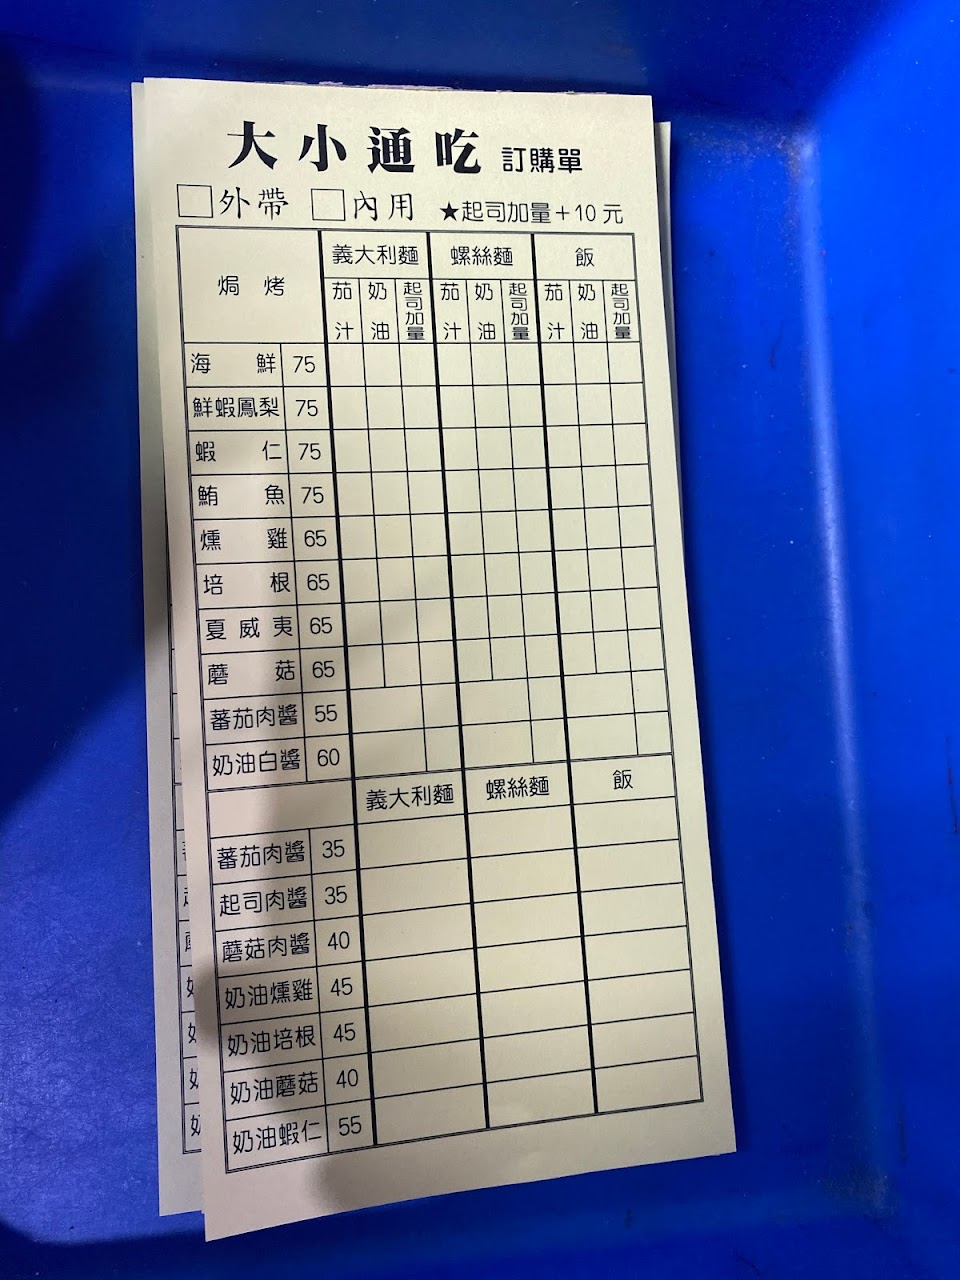 大小通吃 訂購單
□外帶 □內用 ★起司加量+10元
焗烤 義大利麵 螺絲麵 飯
茄汁 奶油 起司加量 茄汁 奶油 起司加量 茄汁 奶油 起司加量
海鮮 75
鮮蝦鳳梨 75
蝦仁 75
鮪魚 75
燻雞 65
培根 65
夏威夷 65
蘑菇 65
蕃茄肉醬 55
奶油白醬 60
義大利麵 螺絲麵 飯
蕃茄肉醬 35
起司肉醬 35
蘑菇肉醬 40
奶油燻雞 45
奶油培根 45
奶油蘑菇 40
奶油蝦仁 55